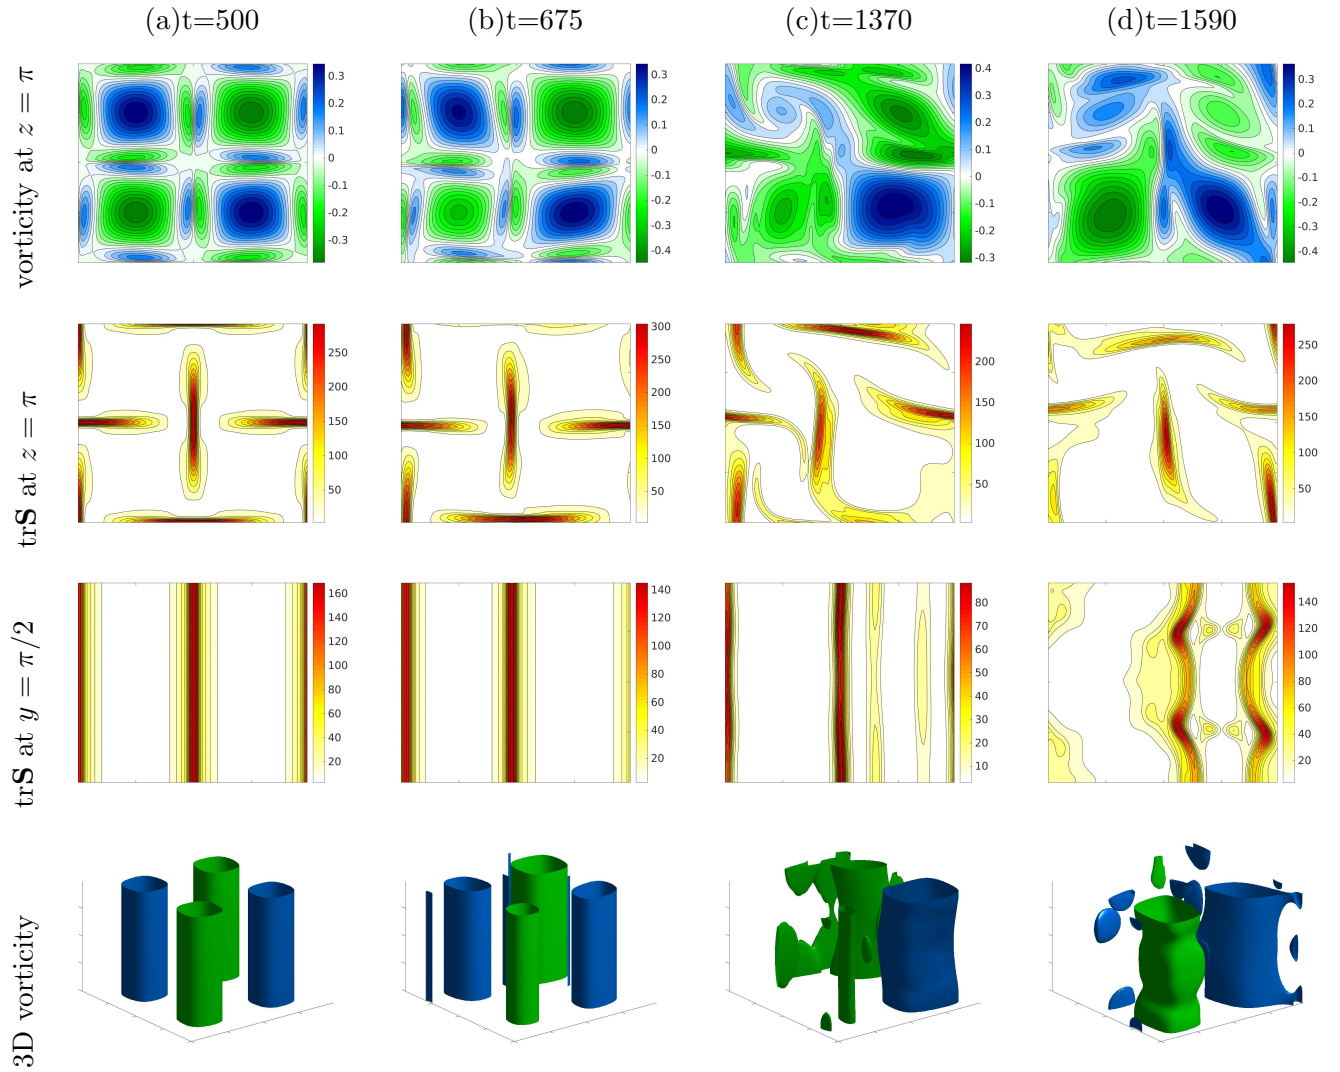 (a)t=500 (b)t=675 (c)t=1370 (d)t=1590
vorticity at z = π
0.3 0.2 0.1 0 -0.1 -0.2 -0.3
0.3 0.2 0.1 0 -0.1 -0.2 -0.3 -0.4
0.4 0.3 0.2 0.1 0 -0.1 -0.2 -0.3
0.3 0.2 0.1 0 -0.1 -0.2 -0.3 -0.4
trS at z = π
250 200 150 100 50
300 250 200 150 100 50
200 150 100 50
250 200 150 100 50
trS at y = π/2
160 140 120 100 80 60 40 20
140 120 100 80 60 40 20
80 70 60 50 40 30 20 10
140 120 100 80 60 40 20
3D vorticity